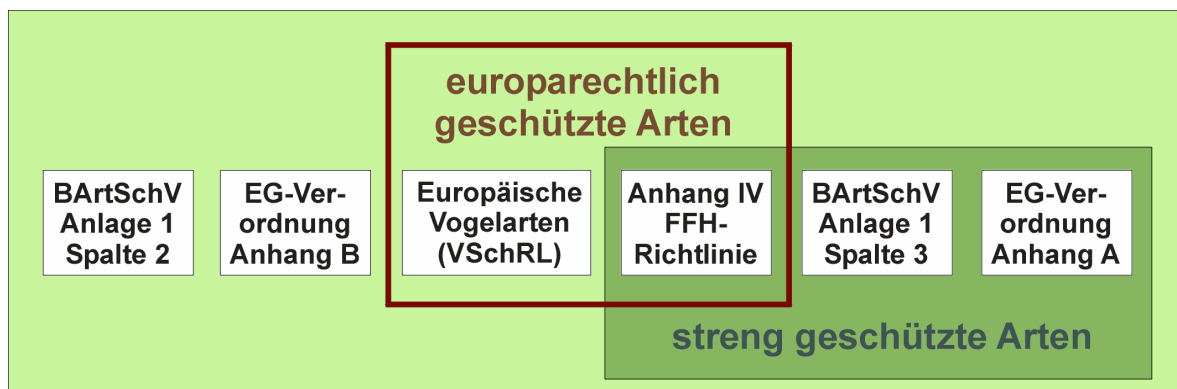 europarechtlich
geschützte Arten
BArtSchV
Anlage 1
Spalte 2
EG-Ver-
ordnung
Anhang B
Europäische
Vogelarten
(VSchRL)
Anhang IV
FFH-
Richtlinie
BArtSchV
Anlage 1
Spalte 3
EG-Ver-
ordnung
Anhang A
streng geschützte Arten